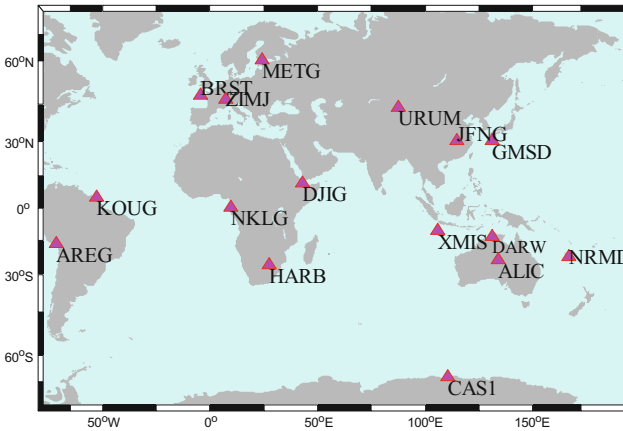 60°N
METG
BRST
ZIMJ
URUM
30°N
JFNG
GMSD
DJIG
KOUG
0°
NKLG
XMIS
DARW
AREG
ALIC
NRMD
HARB
30°S
60°S
CAS1
50°W
0°
50°E
100°E
150°E